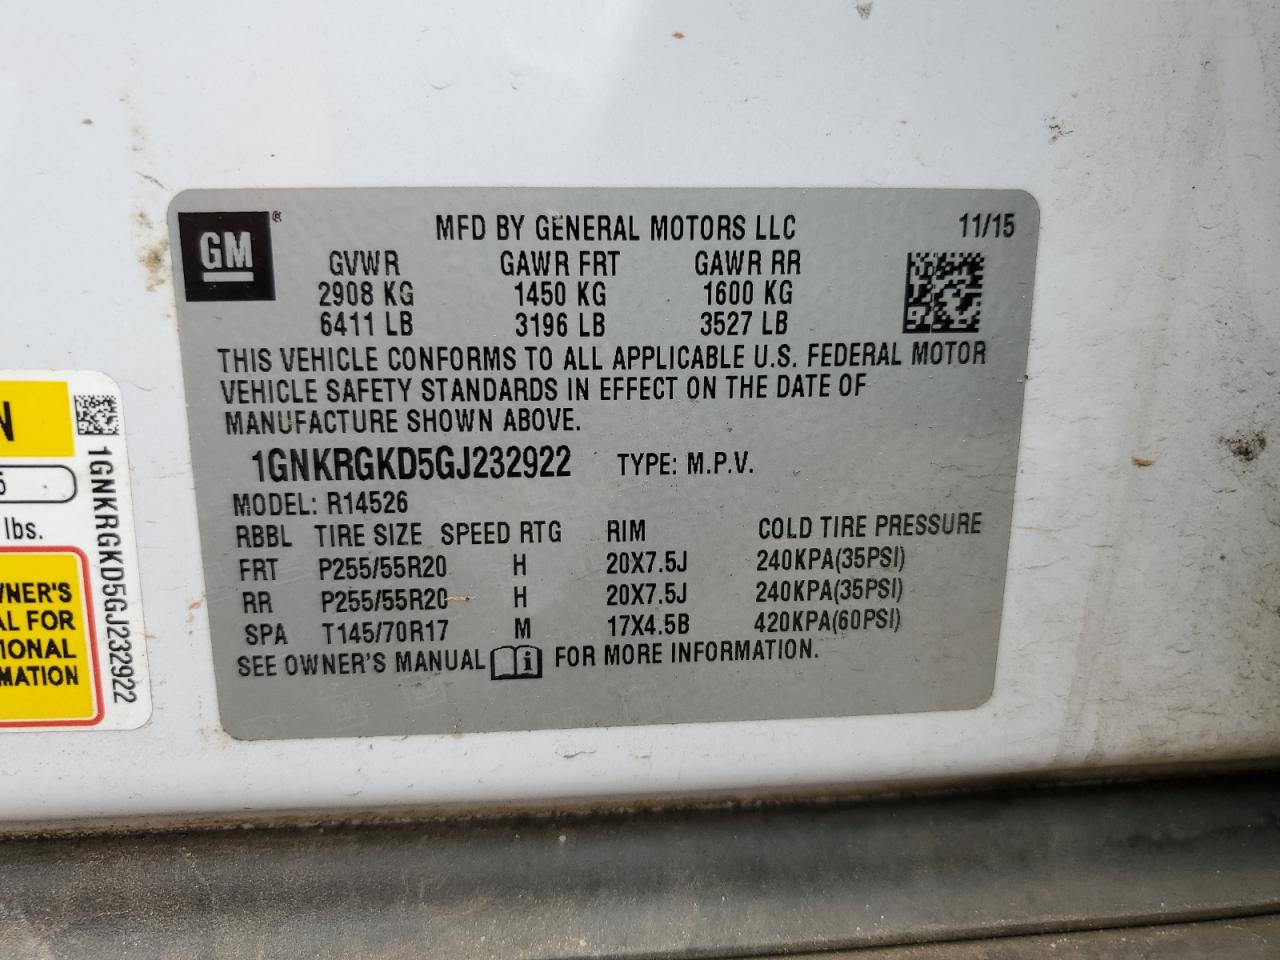 GM ®
MFD BY GENERAL MOTORS LLC 11/15
GVWR GAWR FRT GAWR RR
2908 KG 1450 KG 1600 KG
6411 LB 3196 LB 3527 LB
THIS VEHICLE CONFORMS TO ALL APPLICABLE U.S. FEDERAL MOTOR
VEHICLE SAFETY STANDARDS IN EFFECT ON THE DATE OF
MANUFACTURE SHOWN ABOVE.
1GNKRGKD5GJ232922 TYPE: M.P.V.
MODEL: R14526
RBBL TIRE SIZE SPEED RTG RIM COLD TIRE PRESSURE
FRT P255/55R20 H 20X7.5J 240KPA(35PSI)
RR P255/55R20 H 20X7.5J 240KPA(35PSI)
SPA T145/70R17 M 17X4.5B 420KPA(60PSI)
SEE OWNER'S MANUAL i FOR MORE INFORMATION.
N
lbs.
WNER'S
AL FOR
IONAL
MATION
1GNKRGKD5GJ232922